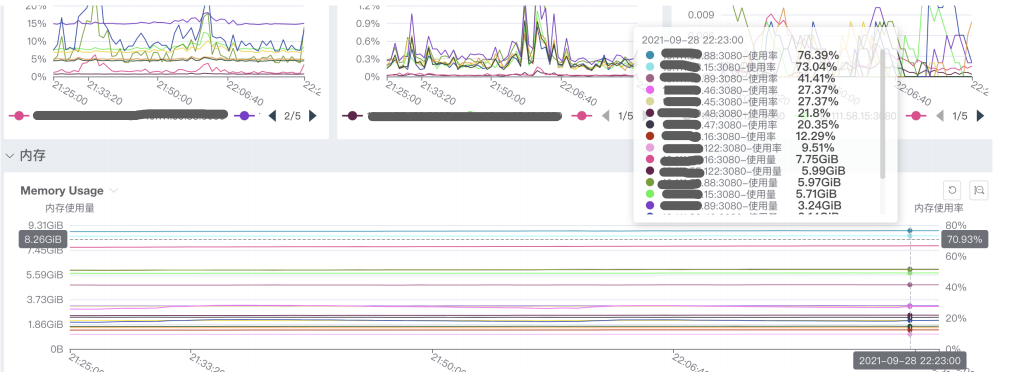 20%
15%
10%
5%
0%
21:25:00
21:33:20
21:50:00
22:06:40
2/5
1.2%
0.9%
0.6%
0.3%
0%
21:25:00
21:33:20
21:50:00
1/5
0.009
22:06:40
1/5
2021-09-28 22:23:00
.88:3080-使用率 76.39%
.15:3080-使用率 73.04%
.89:3080-使用率 41.41%
.46:3080-使用率 27.37%
.45:3080-使用率 27.37%
.48:3080-使用率 21.8%
.47:3080-使用率 20.35%
.16:3080-使用率 12.29%
122:3080-使用率 9.51%
16:3080-使用量 7.75GiB
122:3080-使用量 5.99GiB
.88:3080-使用量 5.97GiB
15:3080-使用量 5.71GiB
.89:3080-使用量 3.24GiB
内存
Memory Usage
内存使用量
内存使用率
9.31GiB
8.26GiB
7.45GiB
5.59GiB
3.73GiB
1.86GiB
0B
80%
70.93%
60%
40%
20%
0%
21:25:00
21:33:20
21:50:00
22:06:40
2021-09-28 22:23:00